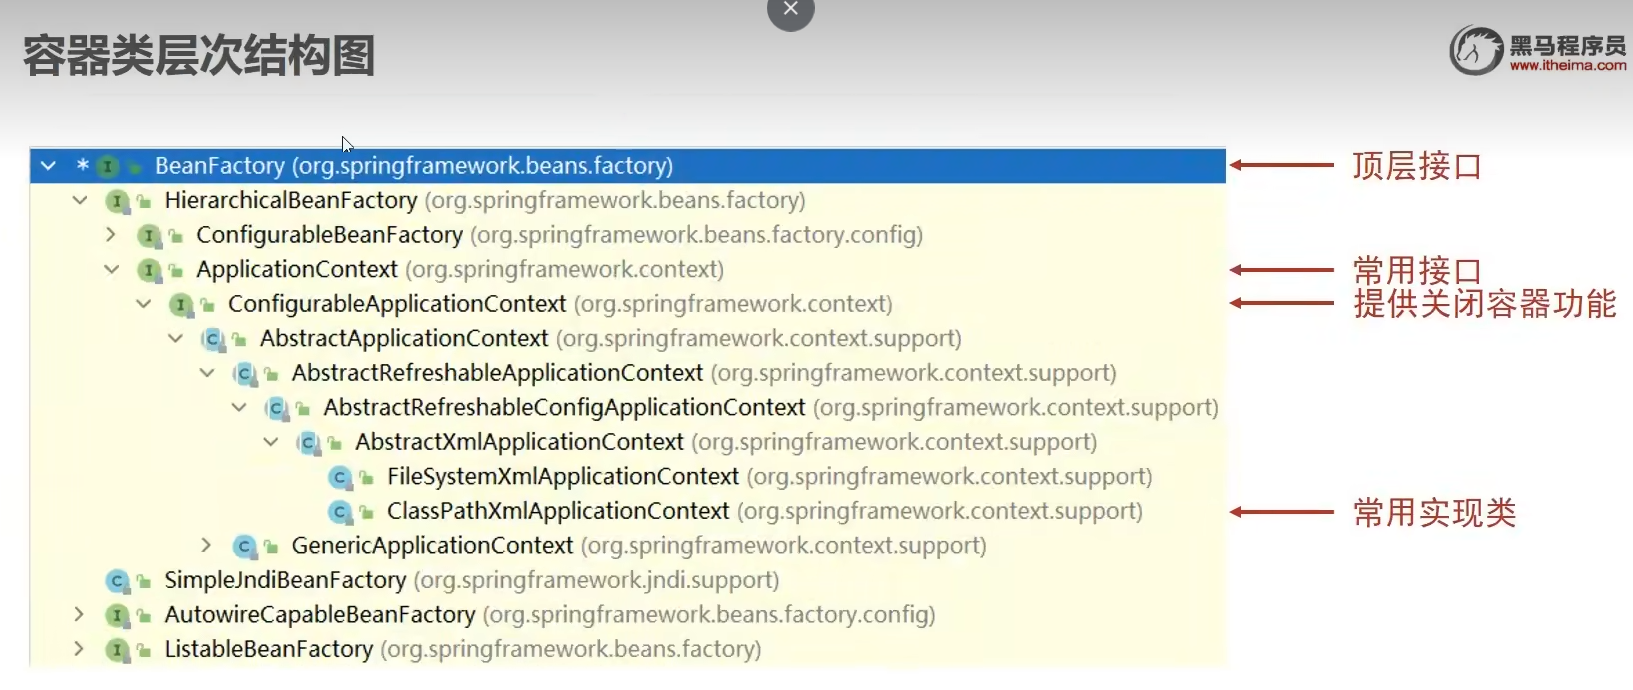 容器类层次结构图
黑马程序员
www.itheima.com
* BeanFactory (org.springframework.beans.factory)
顶层接口
HierarchicalBeanFactory (org.springframework.beans.factory)
ConfigurableBeanFactory (org.springframework.beans.factory.config)
ApplicationContext (org.springframework.context)
常用接口
ConfigurableApplicationContext (org.springframework.context)
提供关闭容器功能
AbstractApplicationContext (org.springframework.context.support)
AbstractRefreshableApplicationContext (org.springframework.context.support)
AbstractRefreshableConfigApplicationContext (org.springframework.context.support)
AbstractXmlApplicationContext (org.springframework.context.support)
FileSystemXmlApplicationContext (org.springframework.context.support)
ClassPathXmlApplicationContext (org.springframework.context.support)
常用实现类
GenericApplicationContext (org.springframework.context.support)
SimpleJndiBeanFactory (org.springframework.jndi.support)
AutowireCapableBeanFactory (org.springframework.beans.factory.config)
ListableBeanFactory (org.springframework.beans.factory)